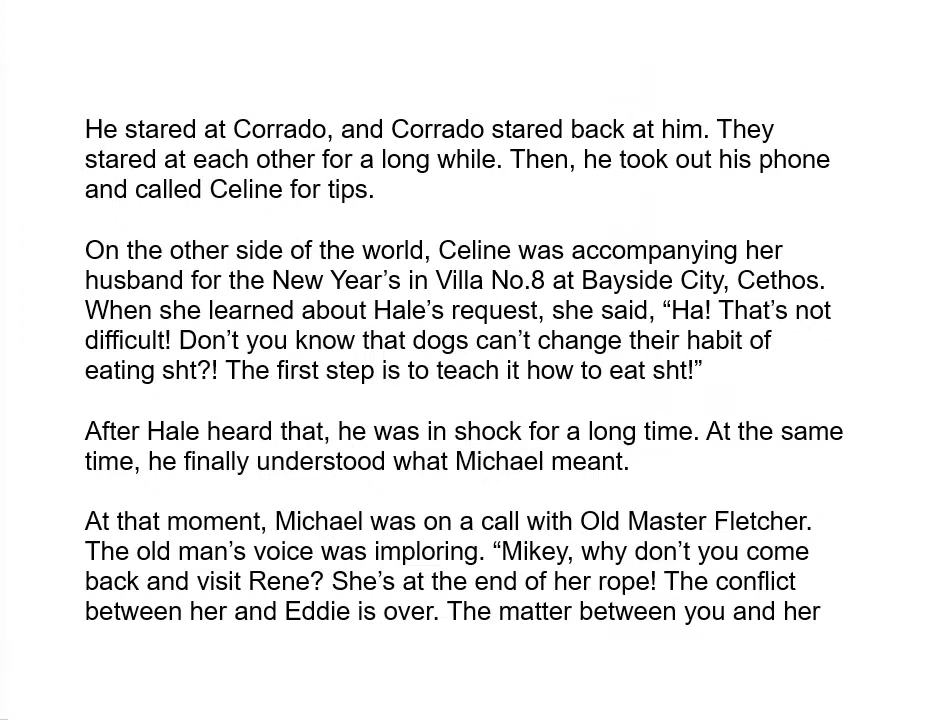 He stared at Corrado, and Corrado stared back at him. They
stared at each other for a long while. Then, he took out his phone
and called Celine for tips.
On the other side of the world, Celine was accompanying her
husband for the New Year’s in Villa No.8 at Bayside City, Cethos.
When she learned about Hale’s request, she said, “Ha! That’s not
difficult! Don’t you know that dogs can’t change their habit of
eating sht?! The first step is to teach it how to eat sht!”
After Hale heard that, he was in shock for a long time. At the same
time, he finally understood what Michael meant.
At that moment, Michael was on a call with Old Master Fletcher.
The old man’s voice was imploring. “Mikey, why don’t you come
back and visit Rene? She’s at the end of her rope! The conflict
between her and Eddie is over. The matter between you and her